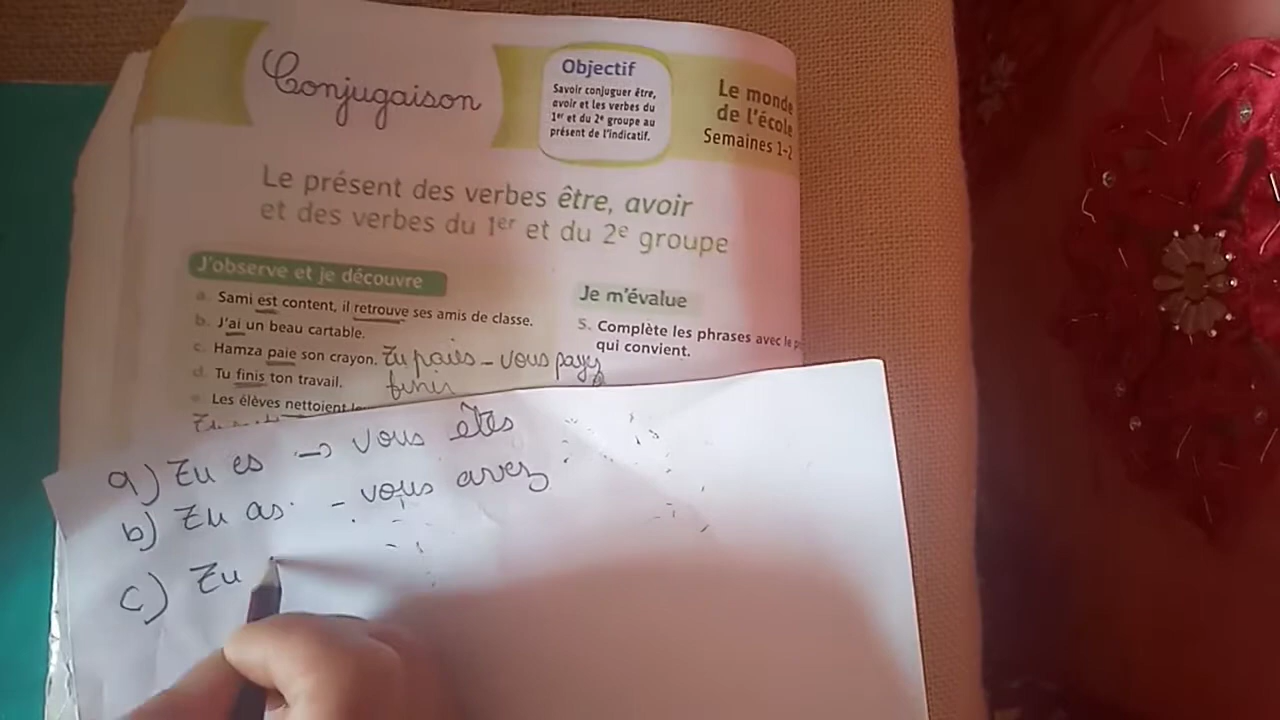 Conjugaison
Objectif
Savoir conjuguer être,
avoir et les verbes du
1er et du 2e groupe au
présent de l'indicatif.
Le monde
de l'école
Semaines 1-2
Le présent des verbes être, avoir
et des verbes du 1er et du 2e groupe
J'observe et je découvre
a. Sami est content, il retrouve ses amis de classe.
b. J'ai un beau cartable.
c. Hamza paie son crayon. Tu paies - vous payez
d. Tu finis ton travail. finir
e. Les élèves nettoient
Je m'évalue
5. Complète les phrases avec le
qui convient.
a) Tu es → vous êtes
b) Tu as. - vous avez
c) Tu